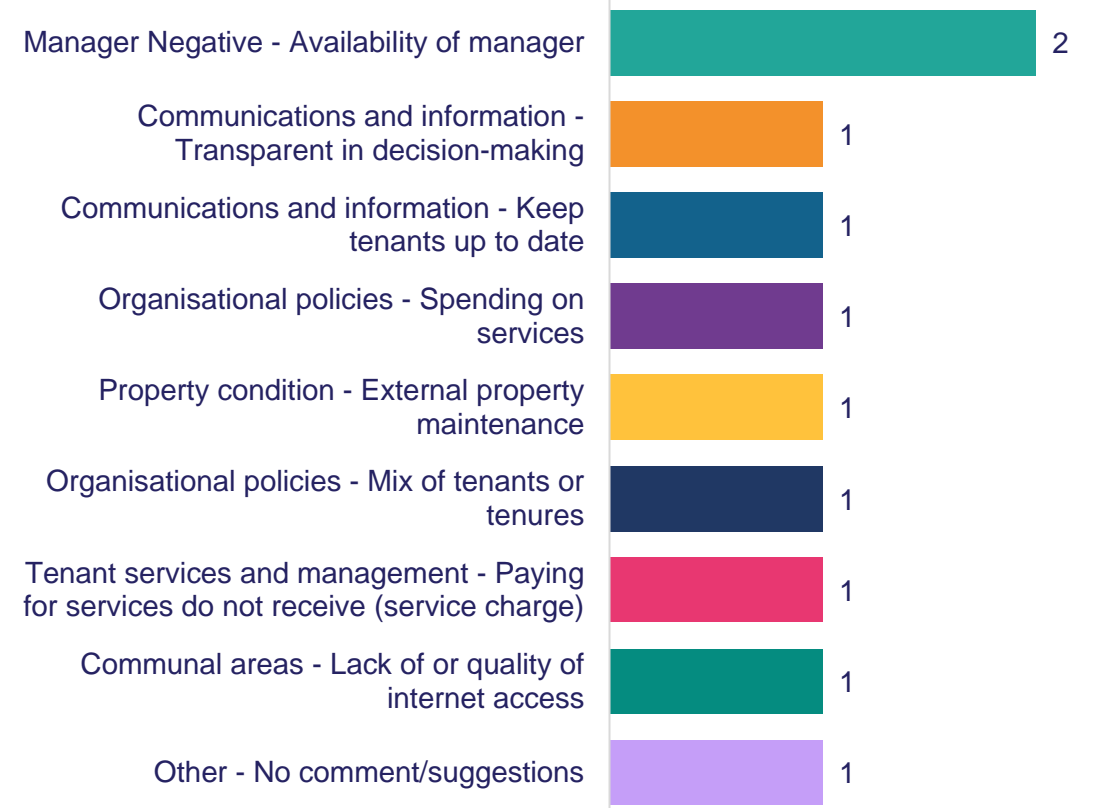 Manager Negative - Availability of manager
2
Communications and information -
Transparent in decision-making
1
Communications and information - Keep
tenants up to date
1
Organisational policies - Spending on
services
1
Property condition - External property
maintenance
1
Organisational policies - Mix of tenants or
tenures
1
Tenant services and management - Paying
for services do not receive (service charge)
1
Communal areas - Lack of or quality of
internet access
1
Other - No comment/suggestions
1